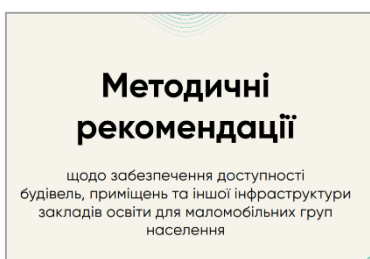 Методичні
рекомендації
щодо забезпечення доступності
будівель, приміщень та іншої інфраструктури
закладів освіти для маломобільних груп
населення